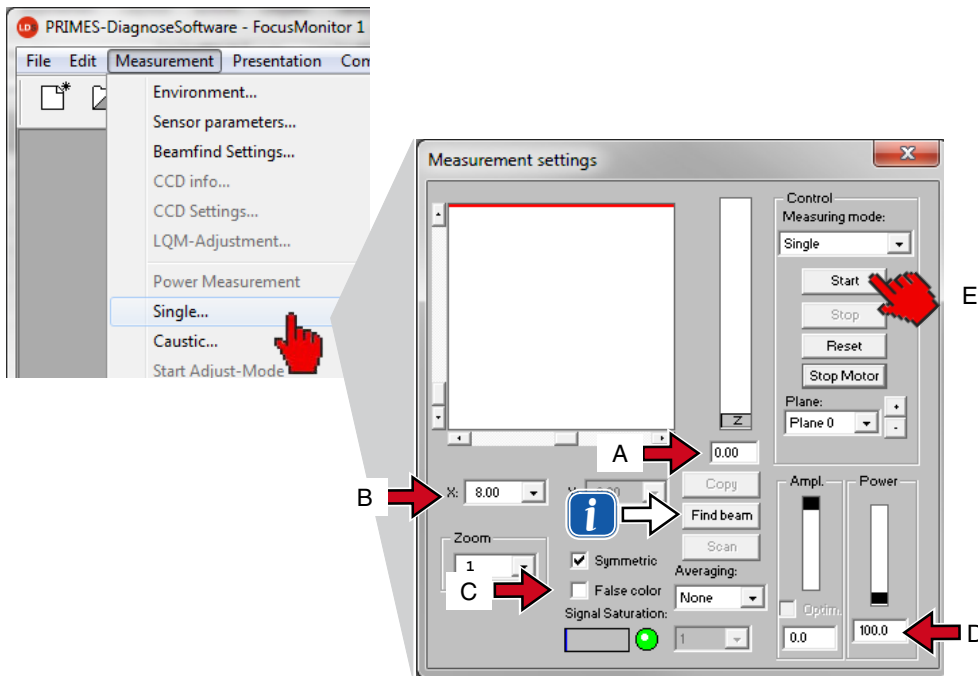 PRIMES-DiagnoseSoftware - FocusMonitor 1
File Edit Measurement Presentation Com
Environment...
Sensor parameters...
Beamfind Settings...
CCD info...
CCD Settings...
LQM-Adjustment...
Power Measurement
Single...
Caustic...
Start Adjust-Mode
Measurement settings
Control
Measuring mode:
Single
Start
E
Stop
Reset
Stop Motor
Plane:
Plane 0
+
-
Z
A
0.00
B
X: 8.00
i
Copy
Find beam
Scan
Ampl.
Power
Zoom
1
C
Symmetric
False color
Averaging:
None
Signal Saturation:
1
Optim.
0.0
100.0
D